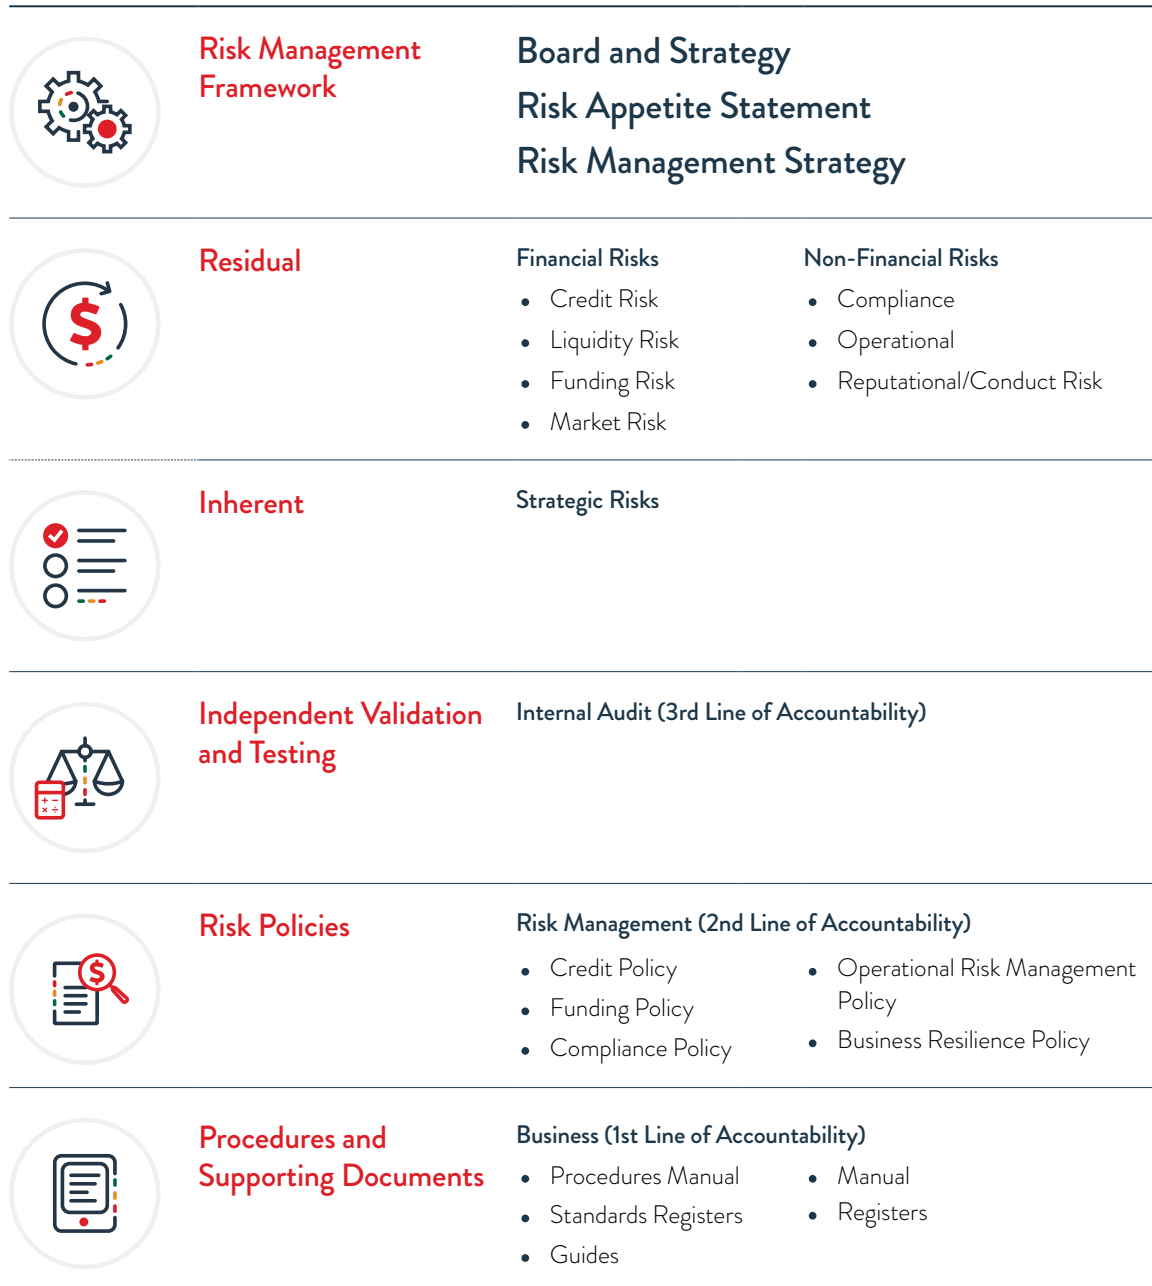 Risk Management
Framework
Board and Strategy
Risk Appetite Statement
Risk Management Strategy
Residual
Financial Risks
• Credit Risk
• Liquidity Risk
• Funding Risk
• Market Risk
Non-Financial Risks
• Compliance
• Operational
• Reputational/Conduct Risk
Inherent
Strategic Risks
Independent Validation
and Testing
Internal Audit (3rd Line of Accountability)
Risk Policies
Risk Management (2nd Line of Accountability)
• Credit Policy
• Funding Policy
• Compliance Policy
• Operational Risk Management
Policy
• Business Resilience Policy
Procedures and
Supporting Documents
Business (1st Line of Accountability)
• Procedures Manual
• Standards Registers
• Guides
• Manual
• Registers